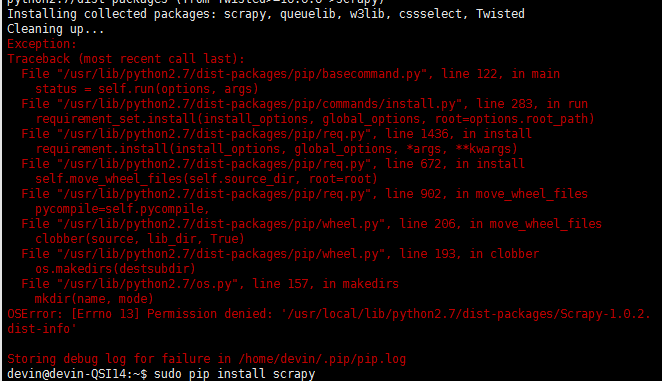 python2.7/dist-packages (from Twisted>=10.0.0->scrapy)
Installing collected packages: scrapy, queuelib, w3lib, cssselect, Twisted
Cleaning up...
Exception:
Traceback (most recent call last):
  File "/usr/lib/python2.7/dist-packages/pip/basecommand.py", line 122, in main
    status = self.run(options, args)
  File "/usr/lib/python2.7/dist-packages/pip/commands/install.py", line 283, in run
    requirement_set.install(install_options, global_options, root=options.root_path)
  File "/usr/lib/python2.7/dist-packages/pip/req.py", line 1436, in install
    requirement.install(install_options, global_options, *args, **kwargs)
  File "/usr/lib/python2.7/dist-packages/pip/req.py", line 672, in install
    self.move_wheel_files(self.source_dir, root=root)
  File "/usr/lib/python2.7/dist-packages/pip/req.py", line 902, in move_wheel_files
    pycompile=self.pycompile,
  File "/usr/lib/python2.7/dist-packages/pip/wheel.py", line 206, in move_wheel_files
    clobber(source, lib_dir, True)
  File "/usr/lib/python2.7/dist-packages/pip/wheel.py", line 193, in clobber
    os.makedirs(destsubdir)
  File "/usr/lib/python2.7/os.py", line 157, in makedirs
    mkdir(name, mode)
OSError: [Errno 13] Permission denied: '/usr/local/lib/python2.7/dist-packages/Scrapy-1.0.2.
dist-info'
Storing debug log for failure in /home/devin/.pip/pip.log
devin@devin-QSI14:~$ sudo pip install scrapy